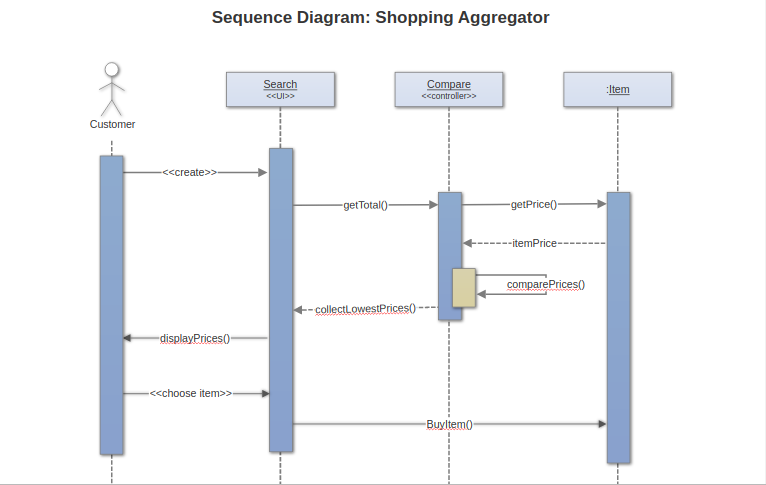 Sequence Diagram: Shopping Aggregator
Search
<<UI>>
Compare
<<controller>>
:Item
Customer
<<create>>
getTotal()
getPrice()
itemPrice
comparePrices()
collectLowestPrices()
displayPrices()
<<choose item>>
BuyItem()